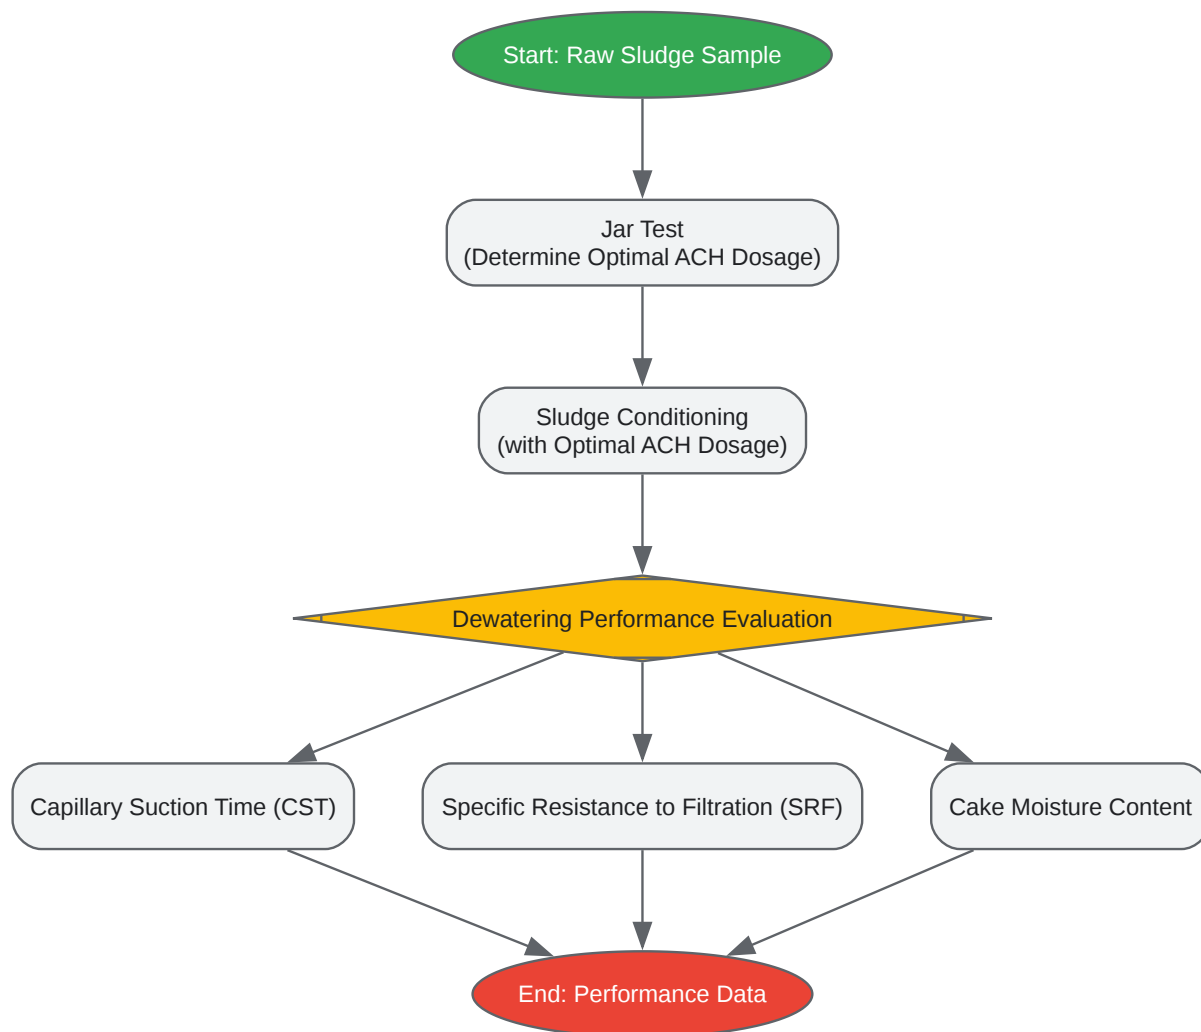 Start: Raw Sludge Sample
Jar Test
(Determine Optimal ACH Dosage)
Sludge Conditioning
(with Optimal ACH Dosage)
Dewatering Performance Evaluation
Capillary Suction Time (CST)
Specific Resistance to Filtration (SRF)
Cake Moisture Content
End: Performance Data